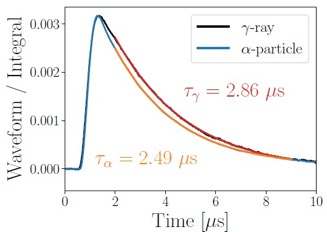 0.003
0.002
0.001
0.000
Waveform / Integral
γ-ray
α-particle
τγ = 2.86 μs
τα = 2.49 μs
0 2 4 6 8 10
Time [μs]